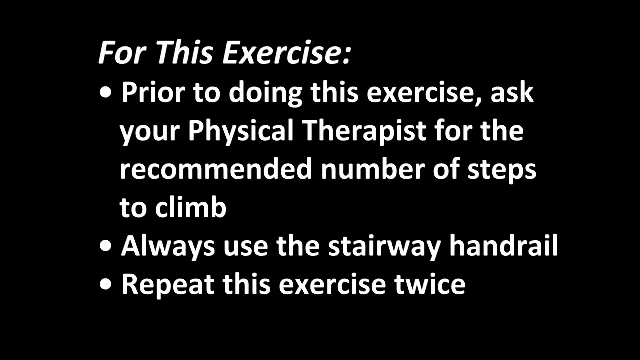 For This Exercise:
• Prior to doing this exercise, ask
your Physical Therapist for the
recommended number of steps
to climb
• Always use the stairway handrail
• Repeat this exercise twice